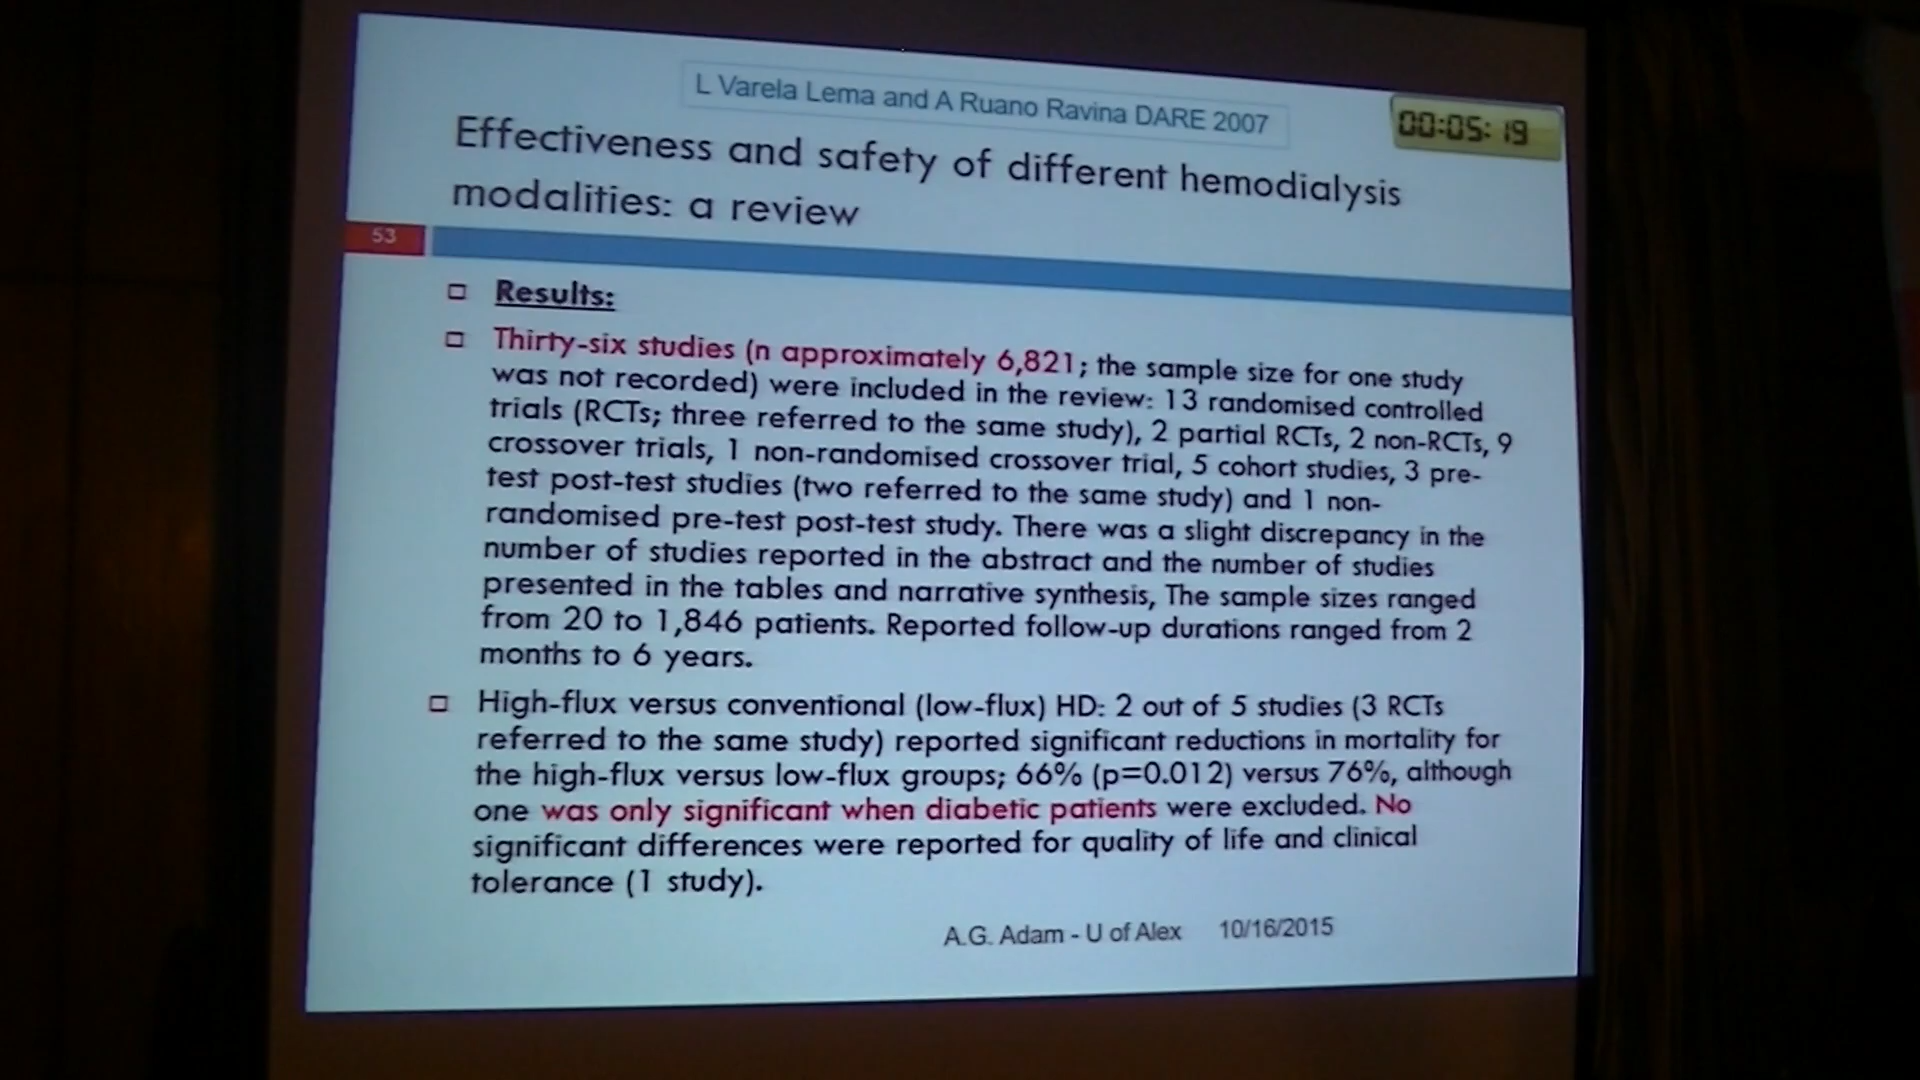 L Varela Lema and A Ruano Ravina DARE 2007
00:05:19
Effectiveness and safety of different hemodialysis
modalities: a review
53
Results:
Thirty-six studies (n approximately 6,821; the sample size for one study
was not recorded) were included in the review: 13 randomised controlled
trials (RCTs; three referred to the same study), 2 partial RCTs, 2 non-RCTs, 9
crossover trials, 1 non-randomised crossover trial, 5 cohort studies, 3 pre-
test post-test studies (two referred to the same study) and 1 non-
randomised pre-test post-test study. There was a slight discrepancy in the
number of studies reported in the abstract and the number of studies
presented in the tables and narrative synthesis, The sample sizes ranged
from 20 to 1,846 patients. Reported follow-up durations ranged from 2
months to 6 years.
High-flux versus conventional (low-flux) HD: 2 out of 5 studies (3 RCTs
referred to the same study) reported significant reductions in mortality for
the high-flux versus low-flux groups; 66% (p=0.012) versus 76%, although
one was only significant when diabetic patients were excluded. No
significant differences were reported for quality of life and clinical
tolerance (1 study).
A.G. Adam - U of Alex 10/16/2015